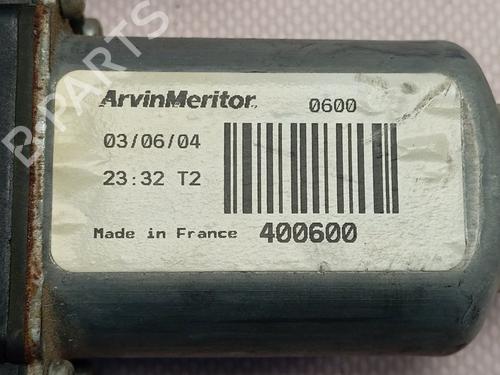 B-PARTS
ArvinMeritor. 0600
03/06/04
23:32 T2
Made in France 400600